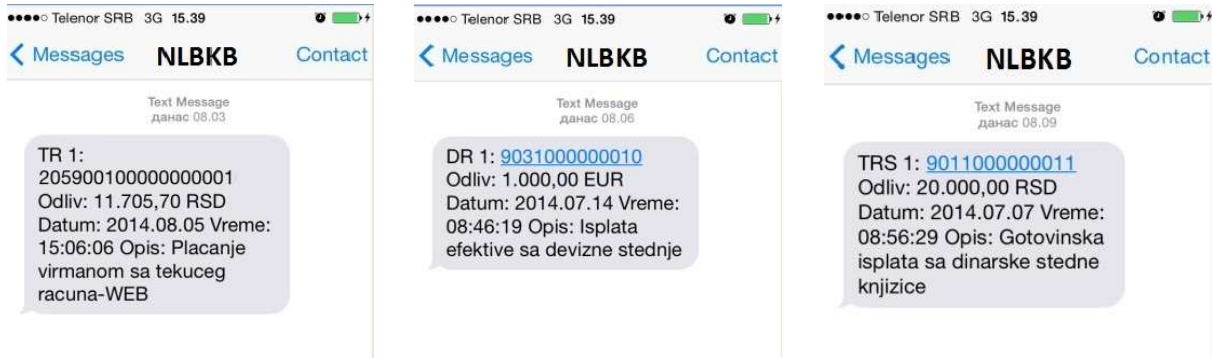 Telenor SRB 3G 15.39
Messages NLBKB Contact
Text Message
данас 08.03
TR 1:
205900100000000001
Odliv: 11.705,70 RSD
Datum: 2014.08.05 Vreme:
15:06:06 Opis: Placanje
virmanom sa tekuceg
racuna-WEB
Telenor SRB 3G 15.39
Messages NLBKB Contact
Text Message
данас 08.06
DR 1: 9031000000010
Odliv: 1.000,00 EUR
Datum: 2014.07.14 Vreme:
08:46:19 Opis: Isplata
efektive sa devizne stednje
Telenor SRB 3G 15.39
Messages NLBKB Contact
Text Message
данас 08.09
TRS 1: 9011000000011
Odliv: 20.000,00 RSD
Datum: 2014.07.07 Vreme:
08:56:29 Opis: Gotovinska
isplata sa dinarske stedne
knjizice